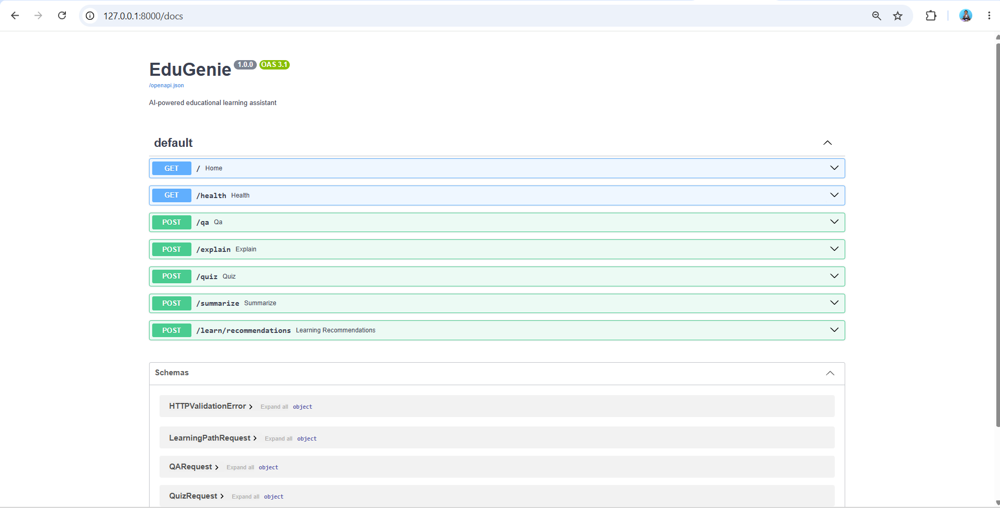 127.0.0.1:8000/docs
EduGenie 1.0.0 OAS 3.1
/openapi.json
AI-powered educational learning assistant
default
GET / Home
GET /health Health
POST /qa Qa
POST /explain Explain
POST /quiz Quiz
POST /summarize Summarize
POST /learn/recommendations Learning Recommendations
Schemas
HTTPValidationError Expand all object
LearningPathRequest Expand all object
QARequest Expand all object
QuizRequest Expand all object